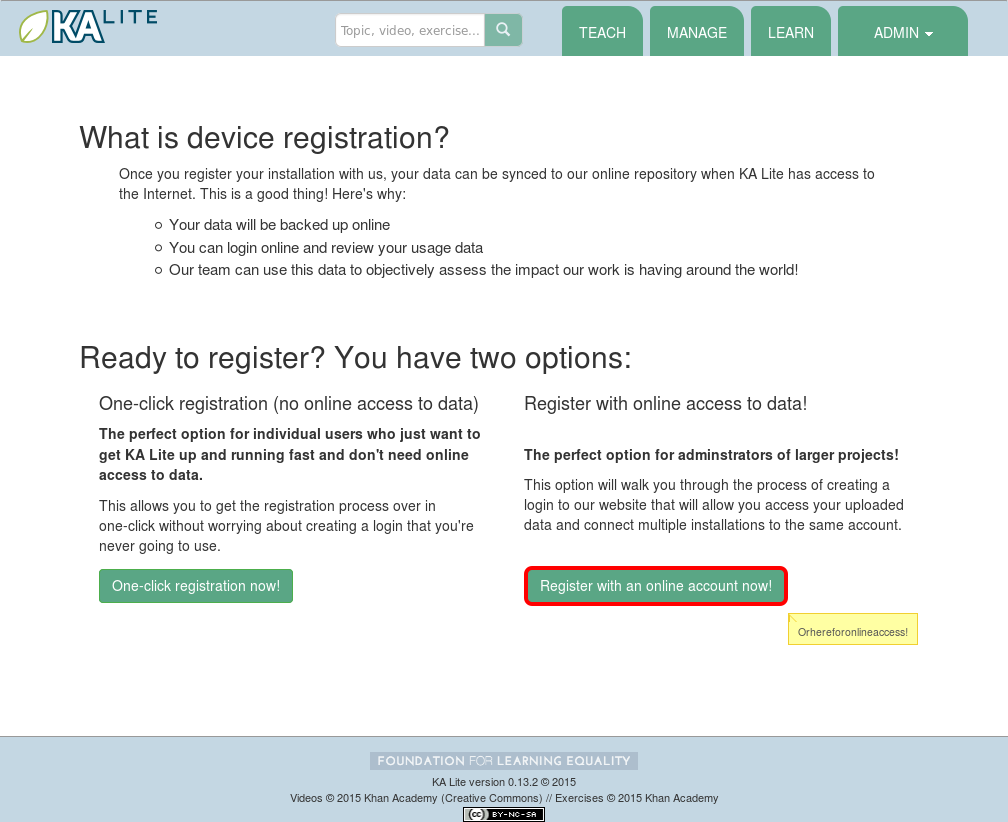 KA LITE
Topic, video, exercise...
TEACH
MANAGE
LEARN
ADMIN
What is device registration?
Once you register your installation with us, your data can be synced to our online repository when KA Lite has access to
the Internet. This is a good thing! Here's why:
Your data will be backed up online
You can login online and review your usage data
Our team can use this data to objectively assess the impact our work is having around the world!
Ready to register? You have two options:
One-click registration (no online access to data)
The perfect option for individual users who just want to
get KA Lite up and running fast and don't need online
access to data.
This allows you to get the registration process over in
one-click without worrying about creating a login that you're
never going to use.
One-click registration now!
Register with online access to data!
The perfect option for adminstrators of larger projects!
This option will walk you through the process of creating a
login to our website that will allow you access your uploaded
data and connect multiple installations to the same account.
Register with an online account now!
Orhereforonlineaccess!
FOUNDATION FOR LEARNING EQUALITY
KA Lite version 0.13.2 © 2015
Videos © 2015 Khan Academy (Creative Commons) // Exercises © 2015 Khan Academy
cc BY-NC-SA